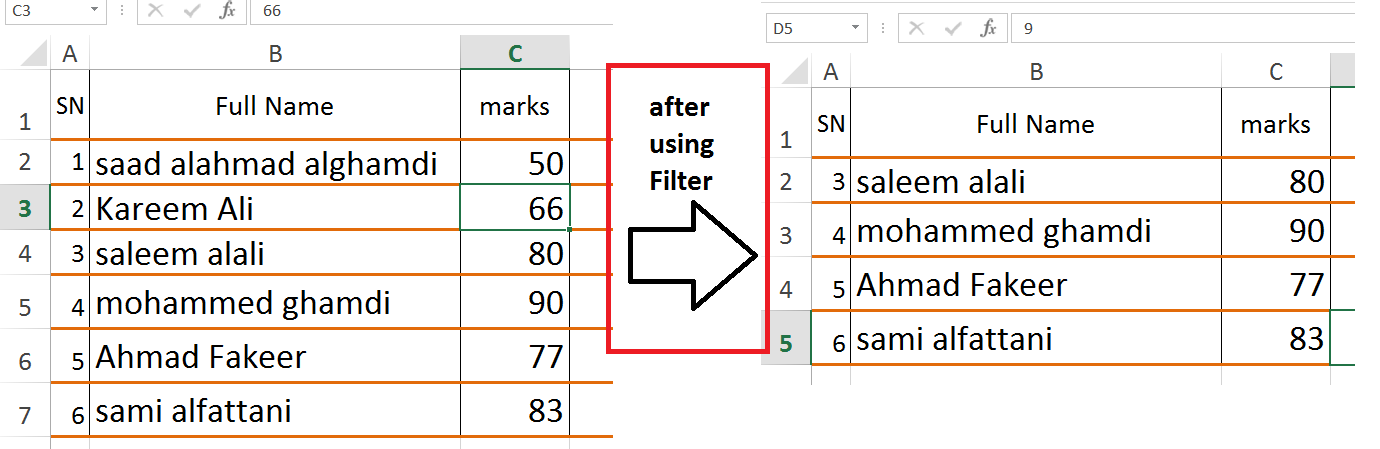 C3 fx 66
A B C
1 SN Full Name marks
2 1 saad alahmad alghamdi 50
3 2 Kareem Ali 66
4 3 saleem alali 80
5 4 mohammed ghamdi 90
6 5 Ahmad Fakeer 77
7 6 sami alfattani 83
after
using
Filter
D5 fx 9
A B C
1 SN Full Name marks
2 3 saleem alali 80
3 4 mohammed ghamdi 90
4 5 Ahmad Fakeer 77
5 6 sami alfattani 83